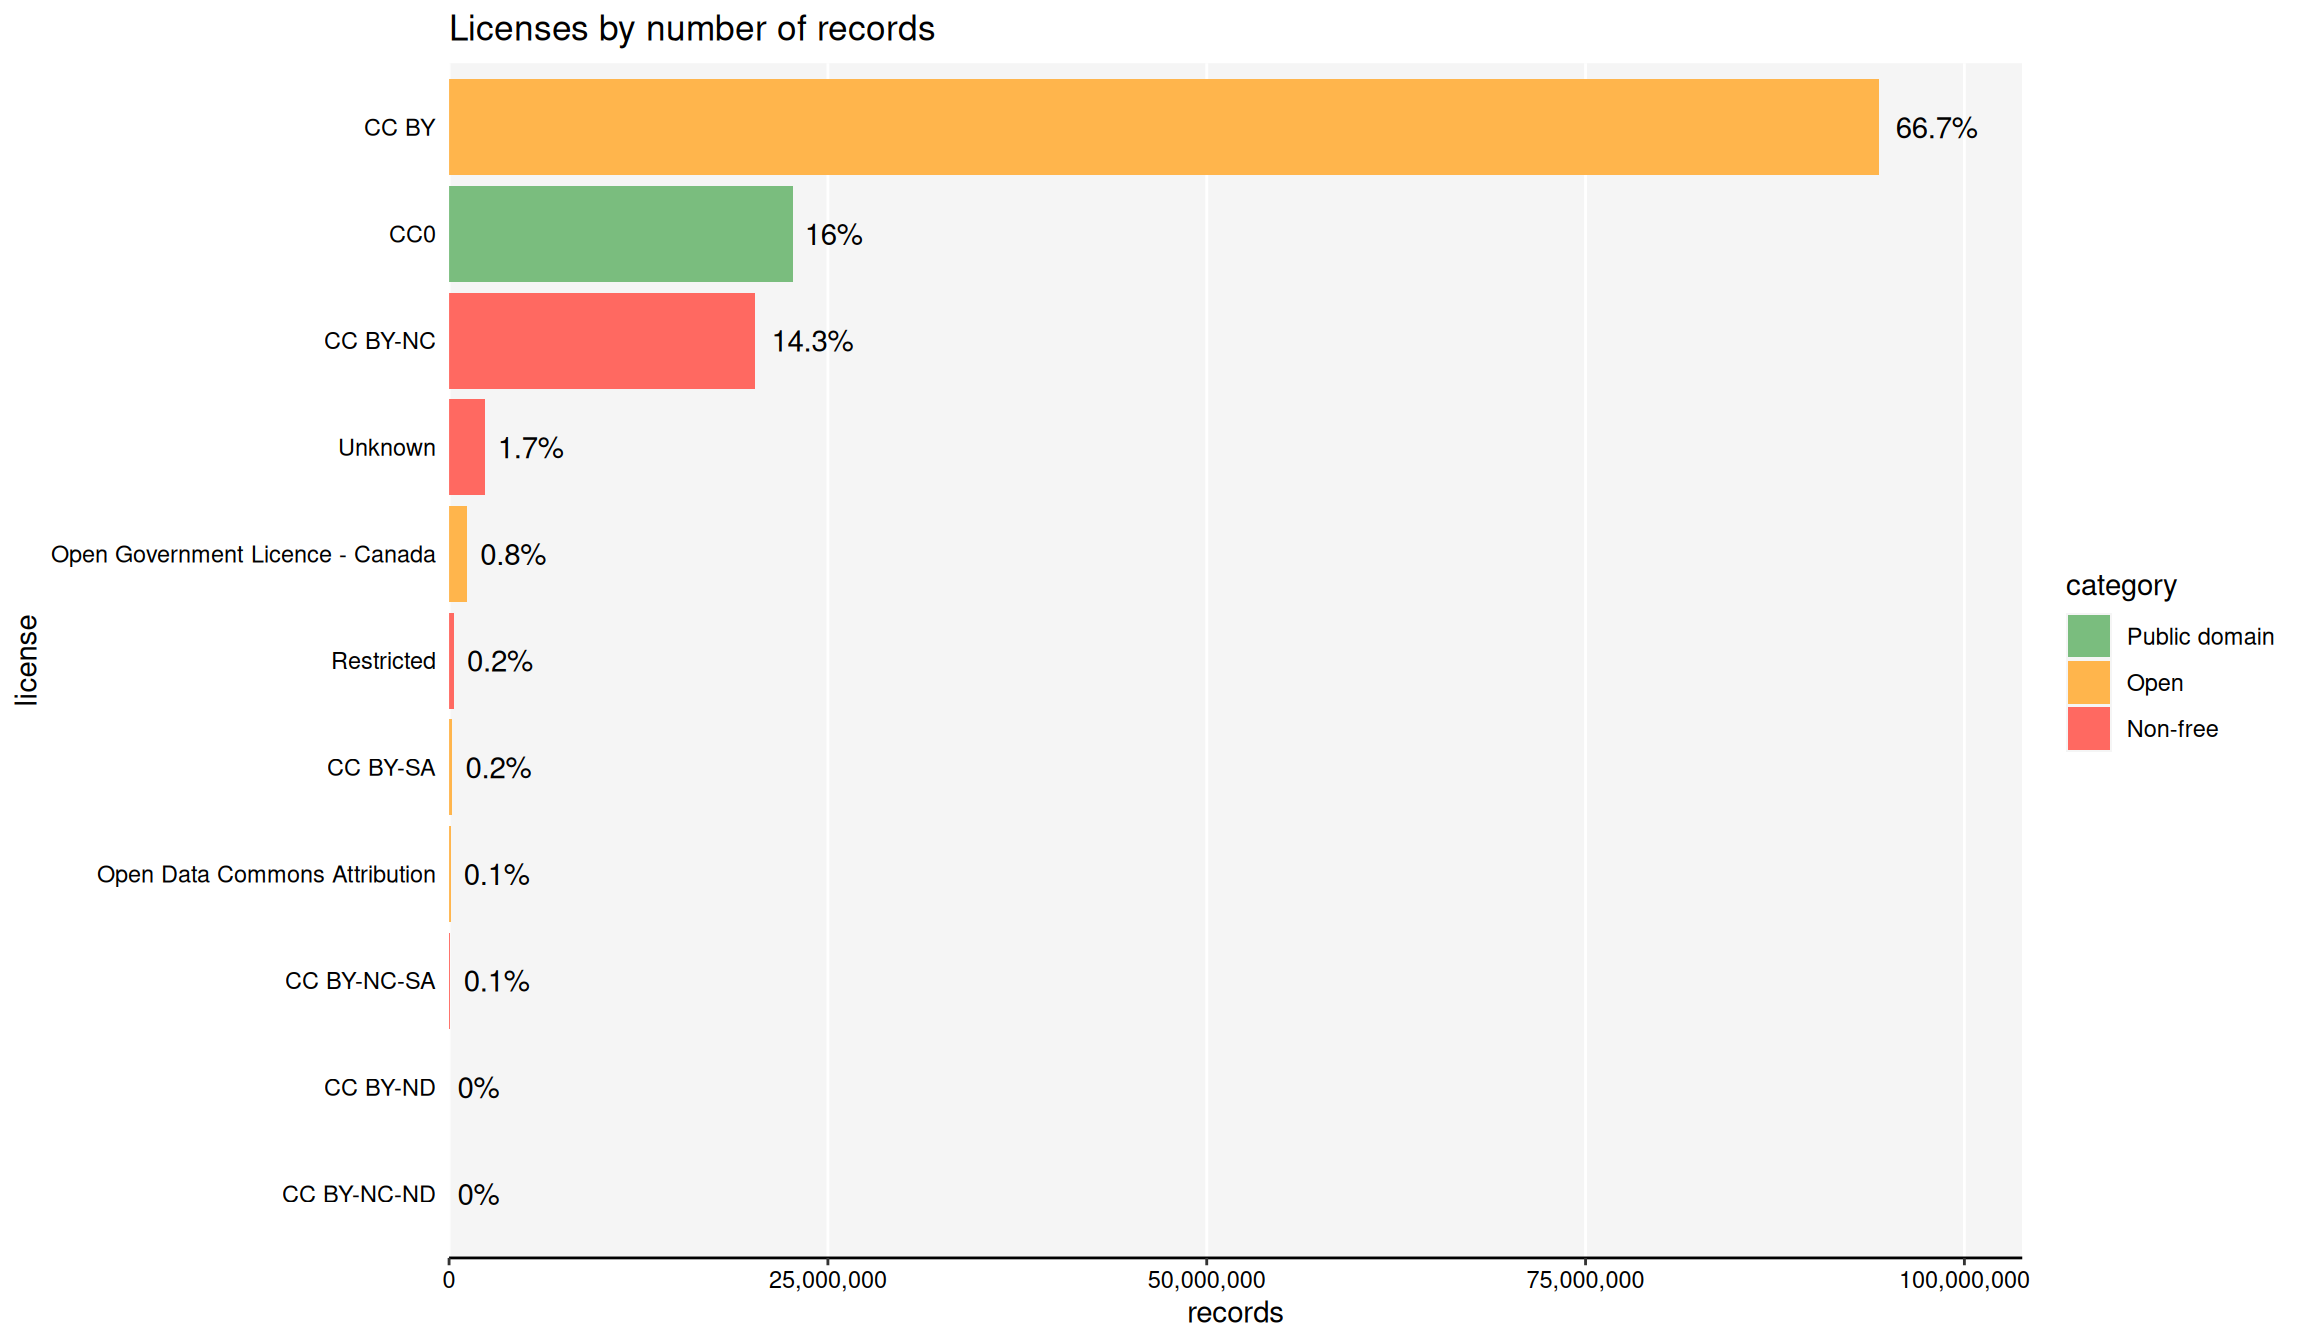 Licenses by number of records
CC BY
66.7%
CC0
16%
CC BY-NC
14.3%
Unknown
1.7%
Open Government Licence - Canada
0.8%
Restricted
0.2%
CC BY-SA
0.2%
Open Data Commons Attribution
0.1%
CC BY-NC-SA
0.1%
CC BY-ND
0%
CC BY-NC-ND
0%
license
0
25,000,000
50,000,000
75,000,000
100,000,000
records
category
Public domain
Open
Non-free